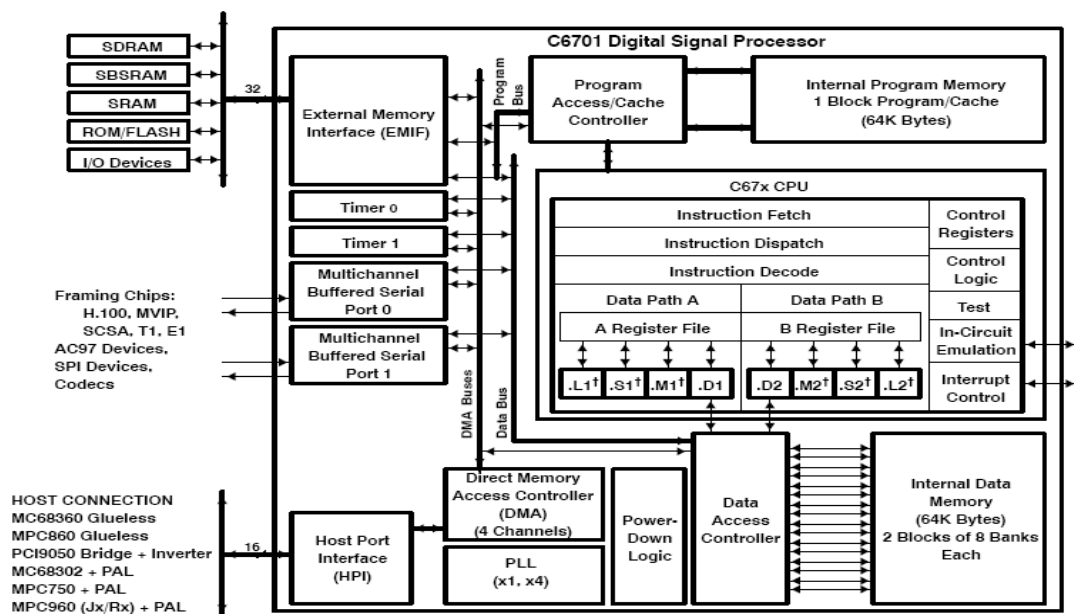 C6701 Digital Signal Processor
SDRAM
SBSRAM
SRAM
ROM/FLASH
I/O Devices
32
External Memory
Interface (EMIF)
Timer 0
Timer 1
Multichannel
Buffered Serial
Port 0
Multichannel
Buffered Serial
Port 1
Framing Chips:
H.100, MVIP,
SCSA, T1, E1
AC97 Devices,
SPI Devices,
Codecs
Program
Bus
DMA Buses
Data Bus
Program
Access/Cache
Controller
Internal Program Memory
1 Block Program/Cache
(64K Bytes)
C67x CPU
Instruction Fetch
Instruction Dispatch
Instruction Decode
Data Path A
Data Path B
A Register File
B Register File
.L1† .S1† .M1† .D1
.D2 .M2† .S2† .L2†
Control
Registers
Control
Logic
Test
In-Circuit
Emulation
Interrupt
Control
HOST CONNECTION
MC68360 Glueless
MPC860 Glueless
PCI9050 Bridge + Inverter
MC68302 + PAL
MPC750 + PAL
MPC960 (Jx/Rx) + PAL
16
Host Port
Interface
(HPI)
Direct Memory
Access Controller
(DMA)
(4 Channels)
PLL
(x1, x4)
Power-
Down
Logic
Data
Access
Controller
Internal Data
Memory
(64K Bytes)
2 Blocks of 8 Banks
Each